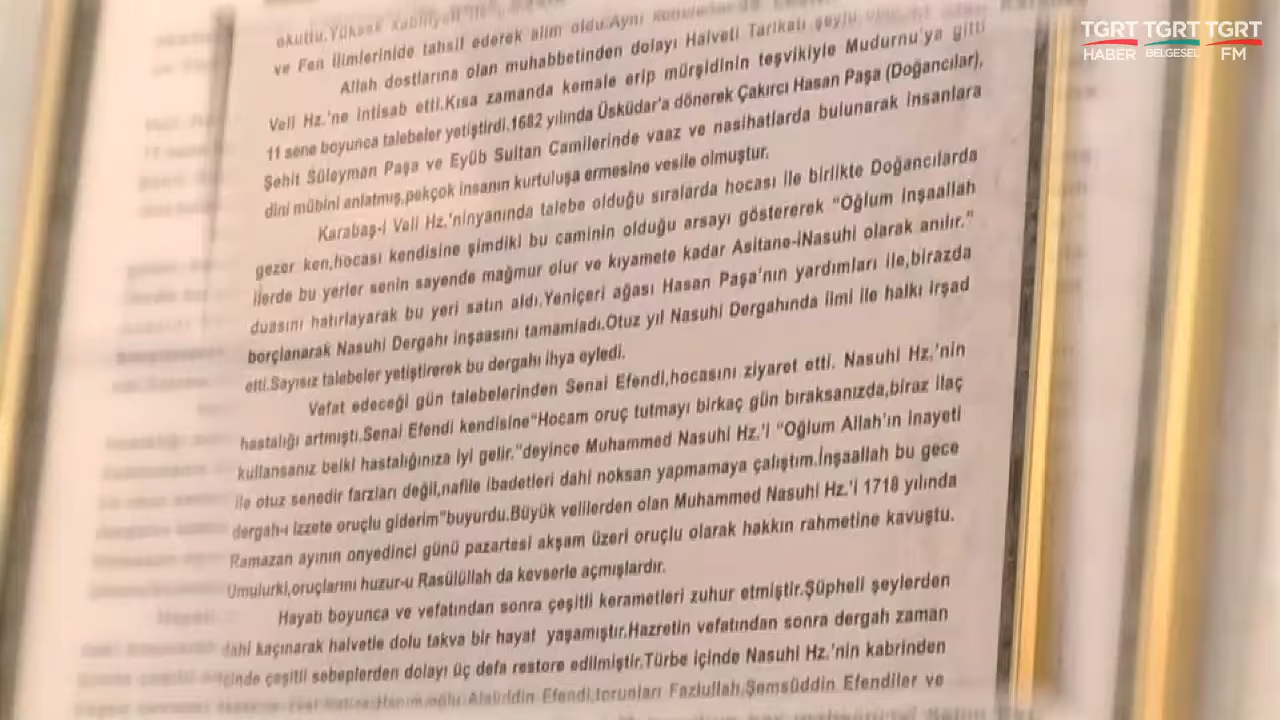 TGRT TGRT TGRT
HABER BELGESEL FM
okuttu.Yüksek
ve Fen ilimlerinide tahsil ederek alim oldu.Aynı
Allah dostlarına olan muhabbetinden dolayı Halveti Tarikatı şeyhi
Veli Hz.'ne intisab etti.Kısa zamanda kemale erip mürşidinin teşvikiyle Mudurnu'ya gitti
11 sene boyunca talebeler yetiştirdi.1682 yılında Üsküdar'a dönerek Çakırcı Hasan Paşa (Doğancılar),
Şehit Süleyman Paşa ve Eyüb Sultan Camilerinde vaaz ve nasihatlarda bulunarak insanlara
dini mübini anlatmış,pekçok insanın kurtuluşa ermesine vesile olmuştur.
Karabaş-i Veli Hz.'ninyanında talebe olduğu sıralarda hocası ile birlikte Doğancılarda
gezer ken,hocası kendisine şimdiki bu caminin olduğu arsayı göstererek "Oğlum inşaallah
ilerde bu yerler senin sayende mağmur olur ve kıyamete kadar Asitane-iNasuhi olarak anılır."
duasını hatırlayarak bu yeri satın aldı.Yeniçeri ağası Hasan Paşa'nın yardımları ile,birazda
borçlanarak Nasuhi Dergahı inşaasını tamamladı.Otuz yıl Nasuhi Dergahında ilmi ile halkı irşad
etti.Sayısız talebeler yetiştirerek bu dergahı ihya eyledi.
Vefat edeceği gün talebelerinden Senai Efendi,hocasını ziyaret etti. Nasuhi Hz.'nin
hastalığı artmıştı.Senai Efendi kendisine"Hocam oruç tutmayı birkaç gün bıraksanızda,biraz ilaç
kullansanız belki hastalığınıza iyi gelir."deyince Muhammed Nasuhi Hz.'i "Oğlum Allah'ın inayeti
ile otuz senedir farzları değil,nafile ibadetleri dahi noksan yapmamaya çalıştım.İnşaallah bu gece
dergah-ı izzete oruçlu giderim"buyurdu.Büyük velilerden olan Muhammed Nasuhi Hz.'i 1718 yılında
Ramazan ayının onyedinci günü pazartesi akşam üzeri oruçlu olarak hakkın rahmetine kavuştu.
Umulurki,oruçlarını huzur-u Rasülüllah da kevserle açmışlardır.
Hayatı boyunca ve vefatından sonra çeşitli kerametleri zuhur etmiştir.Şüpheli şeylerden
dahi kaçınarak halvetle dolu takva bir hayat yaşamıştır.Hazretin vefatından sonra dergah zaman
içinde çeşitli sebeplerden dolayı üç defa restore edilmiştir.Türbe içinde Nasuhi Hz.'nin kabrinden
Alaüddin Efendi,torunları Fazlullah,Şemsüddin Efendiler ve